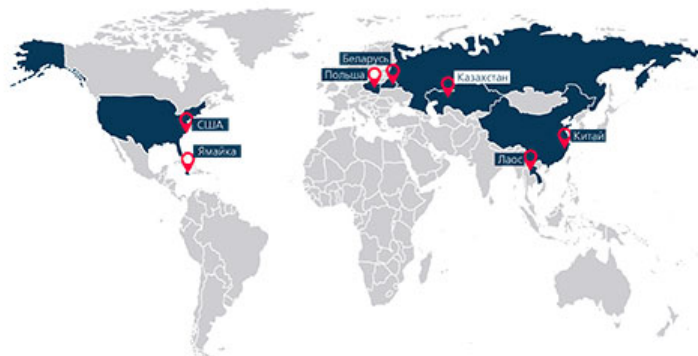 Беларусь
Польша
Казахстан
США
Китай
Ямайка
Лаос